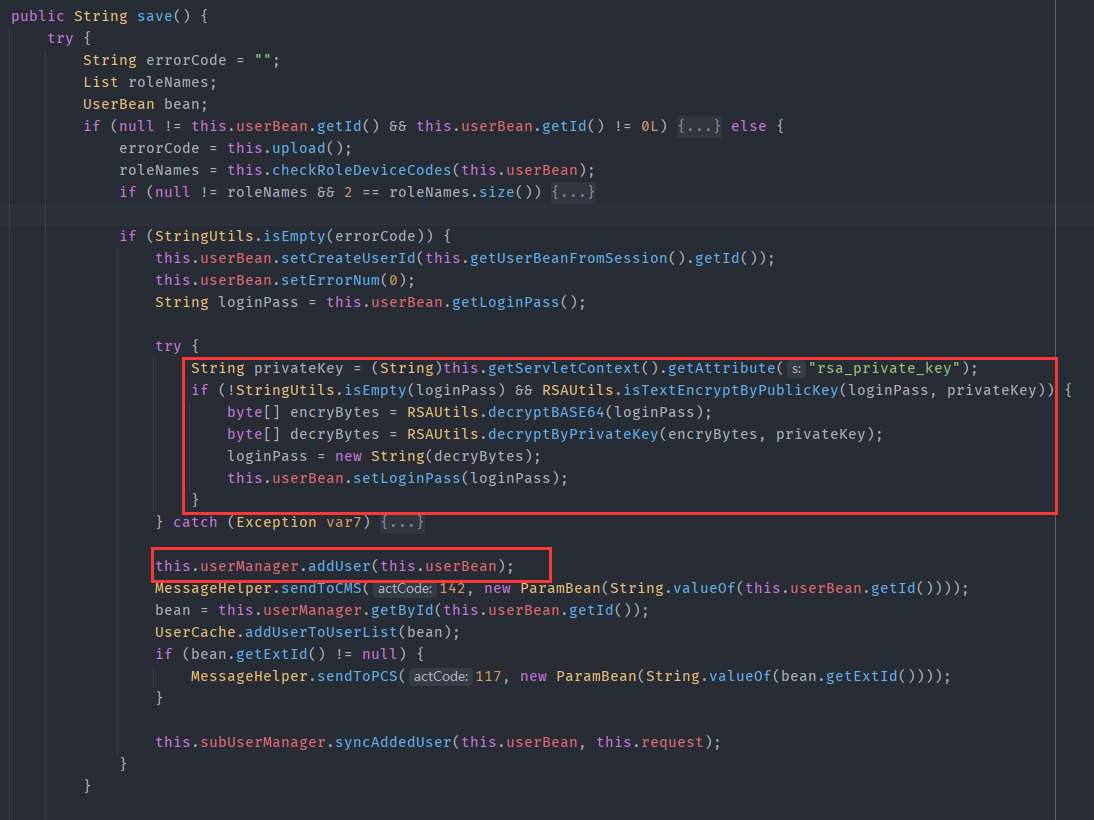 public String save() {
try {
String errorCode = "";
List roleNames;
UserBean bean;
if (null != this.userBean.getId() && this.userBean.getId() != 0L) {...} else {
errorCode = this.upload();
roleNames = this.checkRoleDeviceCodes(this.userBean);
if (null != roleNames && 2 == roleNames.size()) {...}
if (StringUtils.isEmpty(errorCode)) {
this.userBean.setCreateUserId(this.getUserBeanFromSession().getId());
this.userBean.setErrorNum(0);
String loginPass = this.userBean.getLoginPass();
try {
String privateKey = (String)this.getServletContext().getAttribute( s: "rsa_private_key");
if (!StringUtils.isEmpty(loginPass) && RSAUtils.isTextEncryptByPublicKey(loginPass, privateKey)) {
byte[] encryBytes = RSAUtils.decryptBASE64(loginPass);
byte[] decryBytes = RSAUtils.decryptByPrivateKey(encryBytes, privateKey);
loginPass = new String(decryBytes);
this.userBean.setLoginPass(loginPass);
}
} catch (Exception var7) {...}
this.userManager.addUser(this.userBean);
MessageHelper.sendToCMS( actCode: 142, new ParamBean(String.valueOf(this.userBean.getId())));
bean = this.userManager.getById(this.userBean.getId());
UserCache.addUserToUserList(bean);
if (bean.getExtId() != null) {
MessageHelper.sendToPCS( actCode: 117, new ParamBean(String.valueOf(bean.getExtId())));
}
this.subUserManager.syncAddedUser(this.userBean, this.request);
}
}